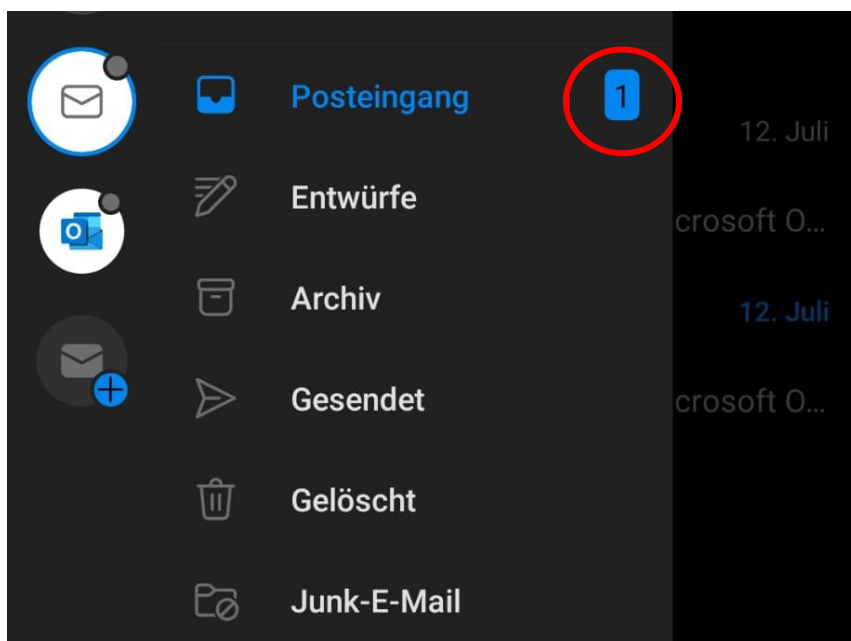 Posteingang 1
12. Juli
Entwürfe
crosoft O...
Archiv
12. Juli
Gesendet
crosoft O...
Gelöscht
Junk-E-Mail